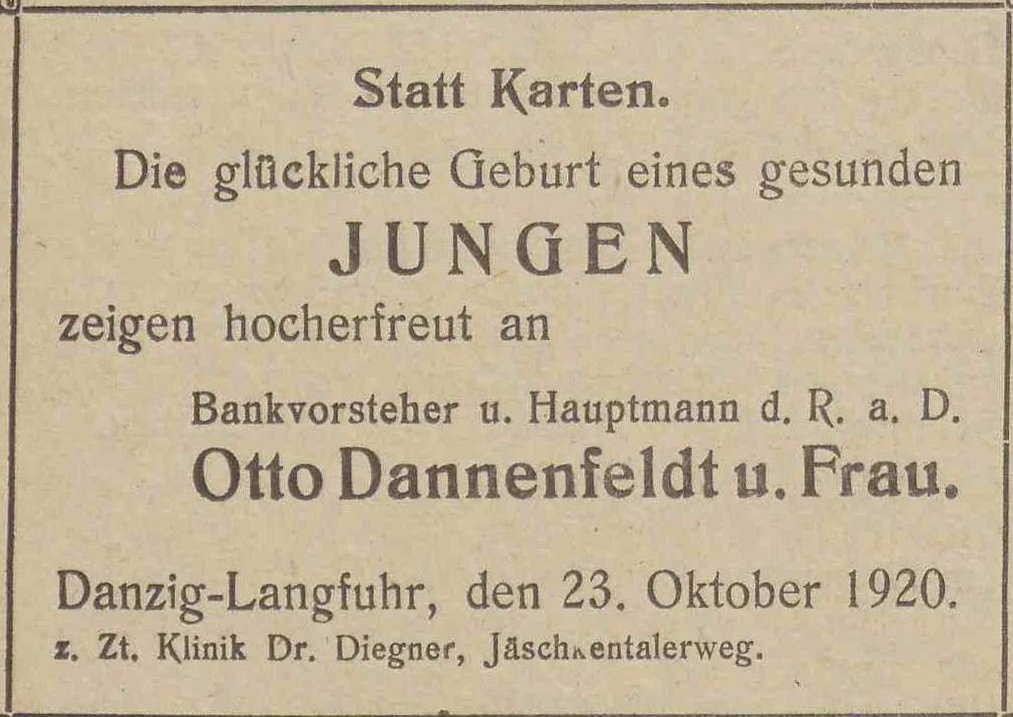 Statt Karten.
Die glückliche Geburt eines gesunden
JUNGEN
zeigen hocherfreut an
Bankvorsteher u. Hauptmann d. R. a. D.
Otto Dannenfeldt u. Frau.
Danzig-Langfuhr, den 23. Oktober 1920.
z. Zt. Klinik Dr. Diegner, Jäschkentalerweg.